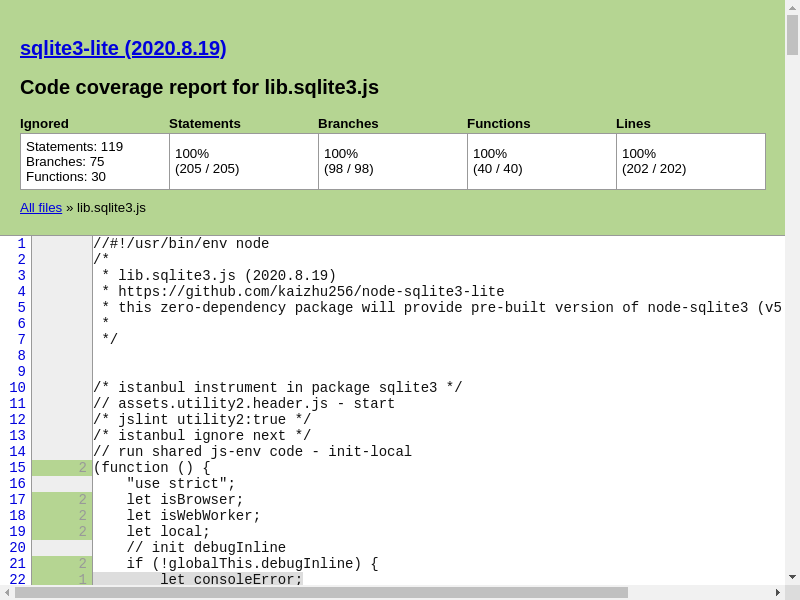 sqlite3-lite (2020.8.19)
Code coverage report for lib.sqlite3.js
Ignored Statements Branches Functions Lines
Statements: 119
Branches: 75
Functions: 30
100%
(205 / 205)
100%
(98 / 98)
100%
(40 / 40)
100%
(202 / 202)
All files » lib.sqlite3.js
1 //#!/usr/bin/env node
2 /*
3  * lib.sqlite3.js (2020.8.19)
4  * https://github.com/kaizhu256/node-sqlite3-lite
5  * this zero-dependency package will provide pre-built version of node-sqlite3 (v5
6  *
7  */
8
9
10 /* istanbul instrument in package sqlite3 */
11 // assets.utility2.header.js - start
12 /* jslint utility2:true */
13 /* istanbul ignore next */
14 // run shared js-env code - init-local
15 2 (function () {
16     "use strict";
17 2     let isBrowser;
18 2     let isWebWorker;
19 2     let local;
20     // init debugInline
21 2     if (!globalThis.debugInline) {
22 1         let consoleError;